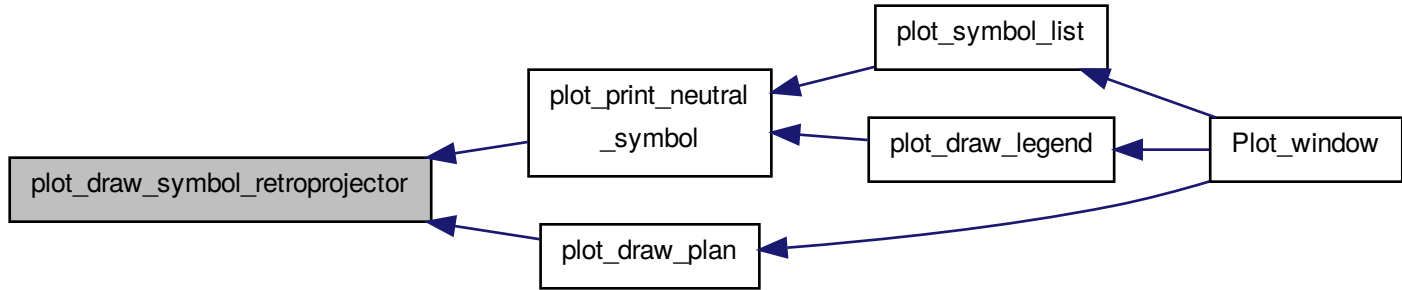 plot_draw_symbol_retroprojector
plot_print_neutral
_symbol
plot_symbol_list
plot_draw_legend
Plot_window
plot_draw_plan